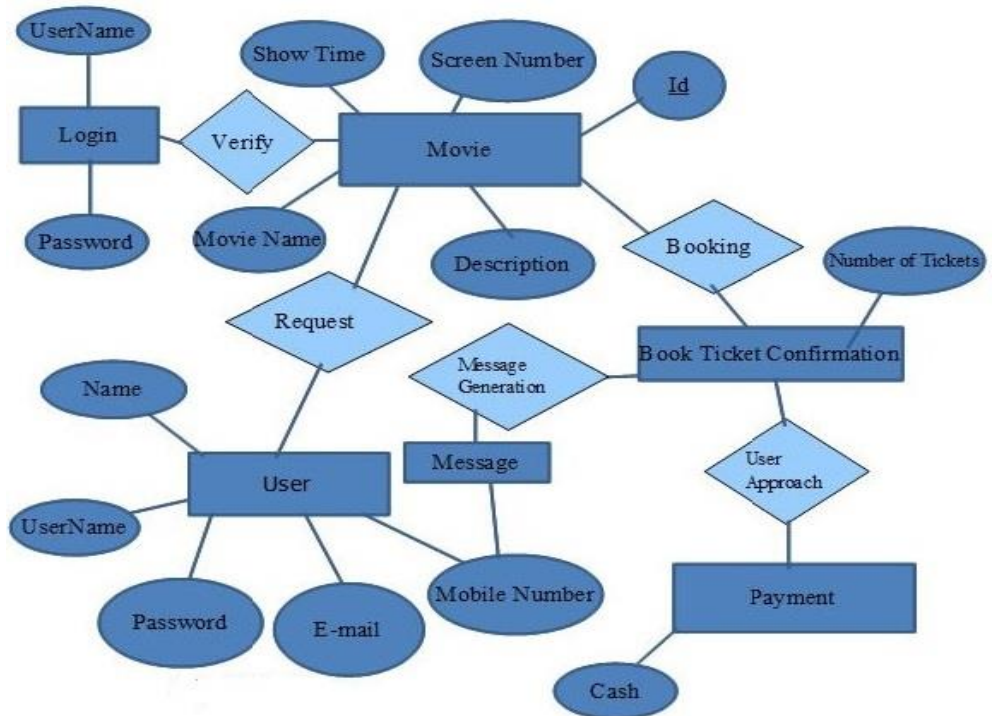 UserName
Show Time
Screen Number
Id
Login
Verify
Movie
Password
Movie Name
Description
Booking
Number of Tickets
Request
Message
Generation
Book Ticket Confirmation
Name
Message
User
User
Approach
UserName
Password
E-mail
Mobile Number
Payment
Cash